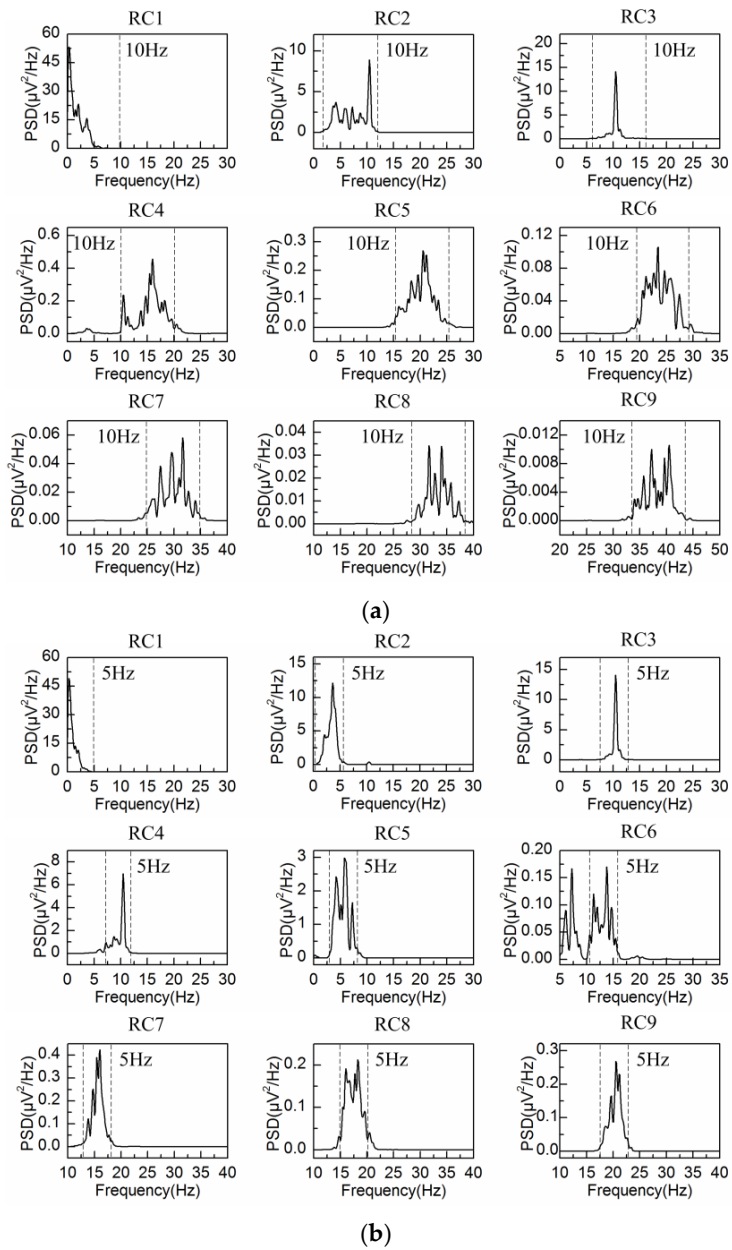 RC1
PSD(μV²/Hz)
60
45
30
15
0
10Hz
0 5 10 15 20 25 30
Frequency(Hz)
RC2
PSD(μV²/Hz)
10
5
0
10Hz
0 5 10 15 20 25 30
Frequency(Hz)
RC3
PSD(μV²/Hz)
20
15
10
5
0
10Hz
0 5 10 15 20 25 30
Frequency(Hz)
RC4
PSD(μV²/Hz)
0.6
0.4
0.2
0.0
10Hz
0 5 10 15 20 25 30
Frequency(Hz)
RC5
PSD(μV²/Hz)
0.3
0.2
0.1
0.0
10Hz
0 5 10 15 20 25 30
Frequency(Hz)
RC6
PSD(μV²/Hz)
0.12
0.08
0.04
0.00
10Hz
5 10 15 20 25 30 35
Frequency(Hz)
RC7
PSD(μV²/Hz)
0.06
0.04
0.02
0.00
10Hz
10 15 20 25 30 35 40
Frequency(Hz)
RC8
PSD(μV²/Hz)
0.04
0.03
0.02
0.01
0.00
10Hz
10 15 20 25 30 35 40
Frequency(Hz)
RC9
PSD(μV²/Hz)
0.012
0.008
0.004
0.000
10Hz
20 25 30 35 40 45 50
Frequency(Hz)
(a)
RC1
PSD(μV²/Hz)
60
45
30
15
0
5Hz
0 5 10 15 20 25 30
Frequency(Hz)
RC2
PSD(μV²/Hz)
15
10
5
0
5Hz
0 5 10 15 20 25 30
Frequency(Hz)
RC3
PSD(μV²/Hz)
15
10
5
0
5Hz
0 5 10 15 20 25 30
Frequency(Hz)
RC4
PSD(μV²/Hz)
8
6
4
2
0
5Hz
0 5 10 15 20 25 30
Frequency(Hz)
RC5
PSD(μV²/Hz)
3
2
1
0
5Hz
0 5 10 15 20 25 30
Frequency(Hz)
RC6
PSD(μV²/Hz)
0.20
0.15
0.10
0.05
0.00
5Hz
5 10 15 20 25 30 35
Frequency(Hz)
RC7
PSD(μV²/Hz)
0.4
0.3
0.2
0.1
0.0
5Hz
10 15 20 25 30 35 40
Frequency(Hz)
RC8
PSD(μV²/Hz)
0.2
0.1
0.0
5Hz
10 15 20 25 30 35 40
Frequency(Hz)
RC9
PSD(μV²/Hz)
0.3
0.2
0.1
0.0
5Hz
10 15 20 25 30 35 40
Frequency(Hz)
(b)